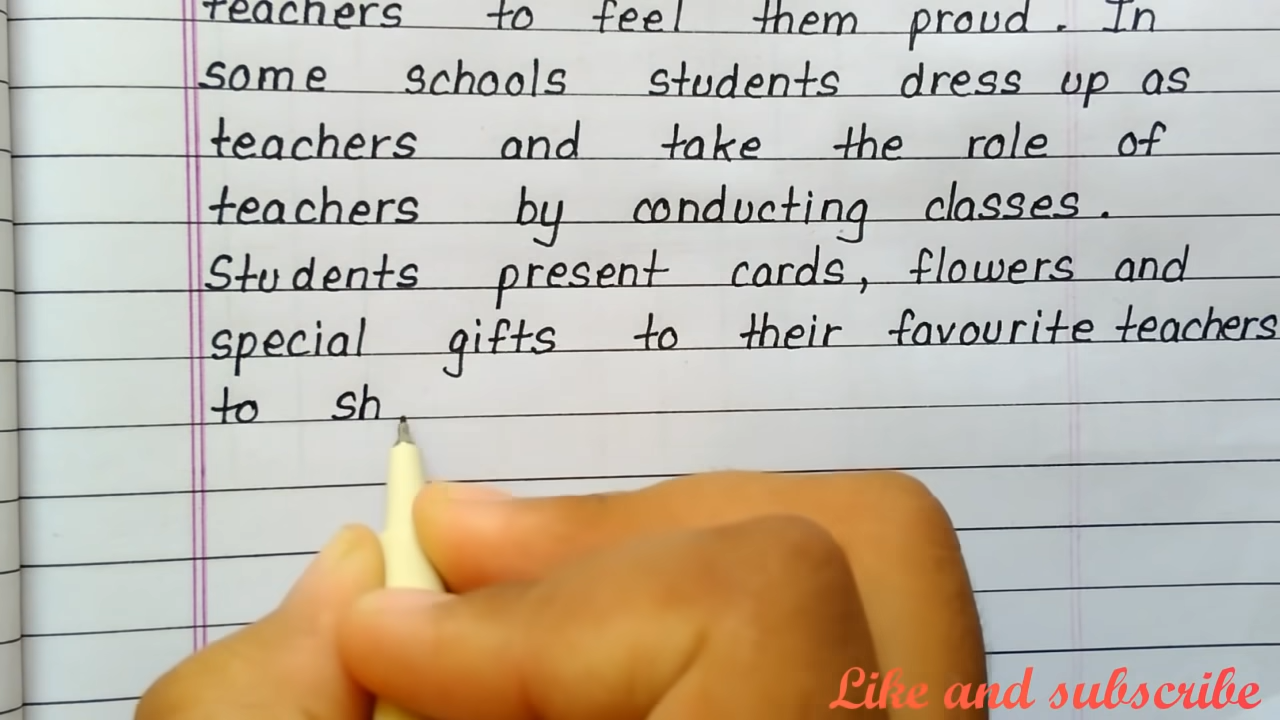 teachers to feel them proud. In
some schools students dress up as
teachers and take the role of
teachers by conducting classes.
Students present cards, flowers and
special gifts to their favourite teachers
to sh
Like and subscribe